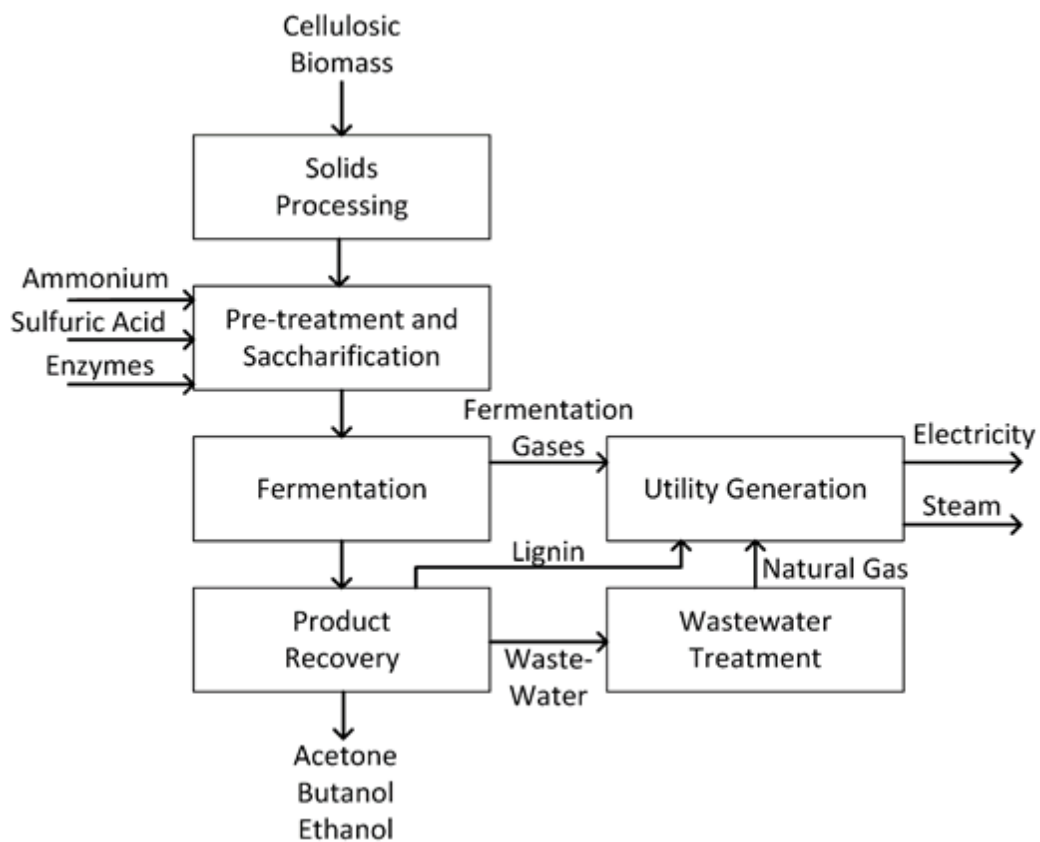 Cellulosic
Biomass
Solids
Processing
Ammonium
Sulfuric Acid
Enzymes
Pre-treatment and
Saccharification
Fermentation
Gases
Fermentation
Utility Generation
Electricity
Steam
Lignin
Natural Gas
Product
Recovery
Waste-
Water
Wastewater
Treatment
Acetone
Butanol
Ethanol